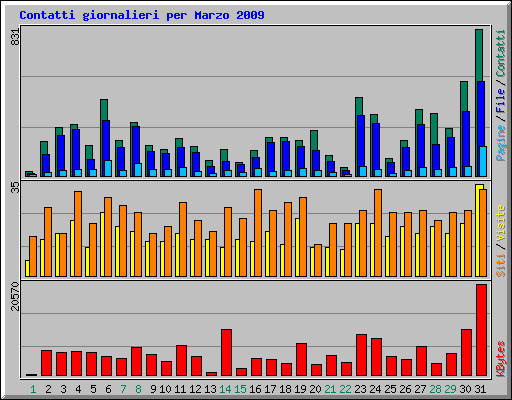 Contatti giornalieri per Marzo 2009
831
Pagine / File / Contatti
35
Siti / Visite
20570
KBytes
1 2 3 4 5 6 7 8 9 10 11 12 13 14 15 16 17 18 19 20 21 22 23 24 25 26 27 28 29 30 31